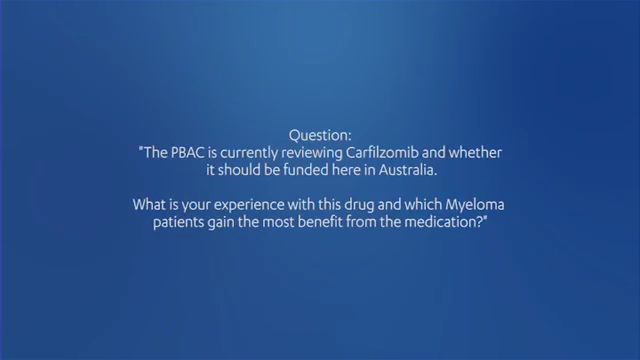 Question:
"The PBAC is currently reviewing Carfilzomib and whether
it should be funded here in Australia.
What is your experience with this drug and which Myeloma
patients gain the most benefit from the medication?"